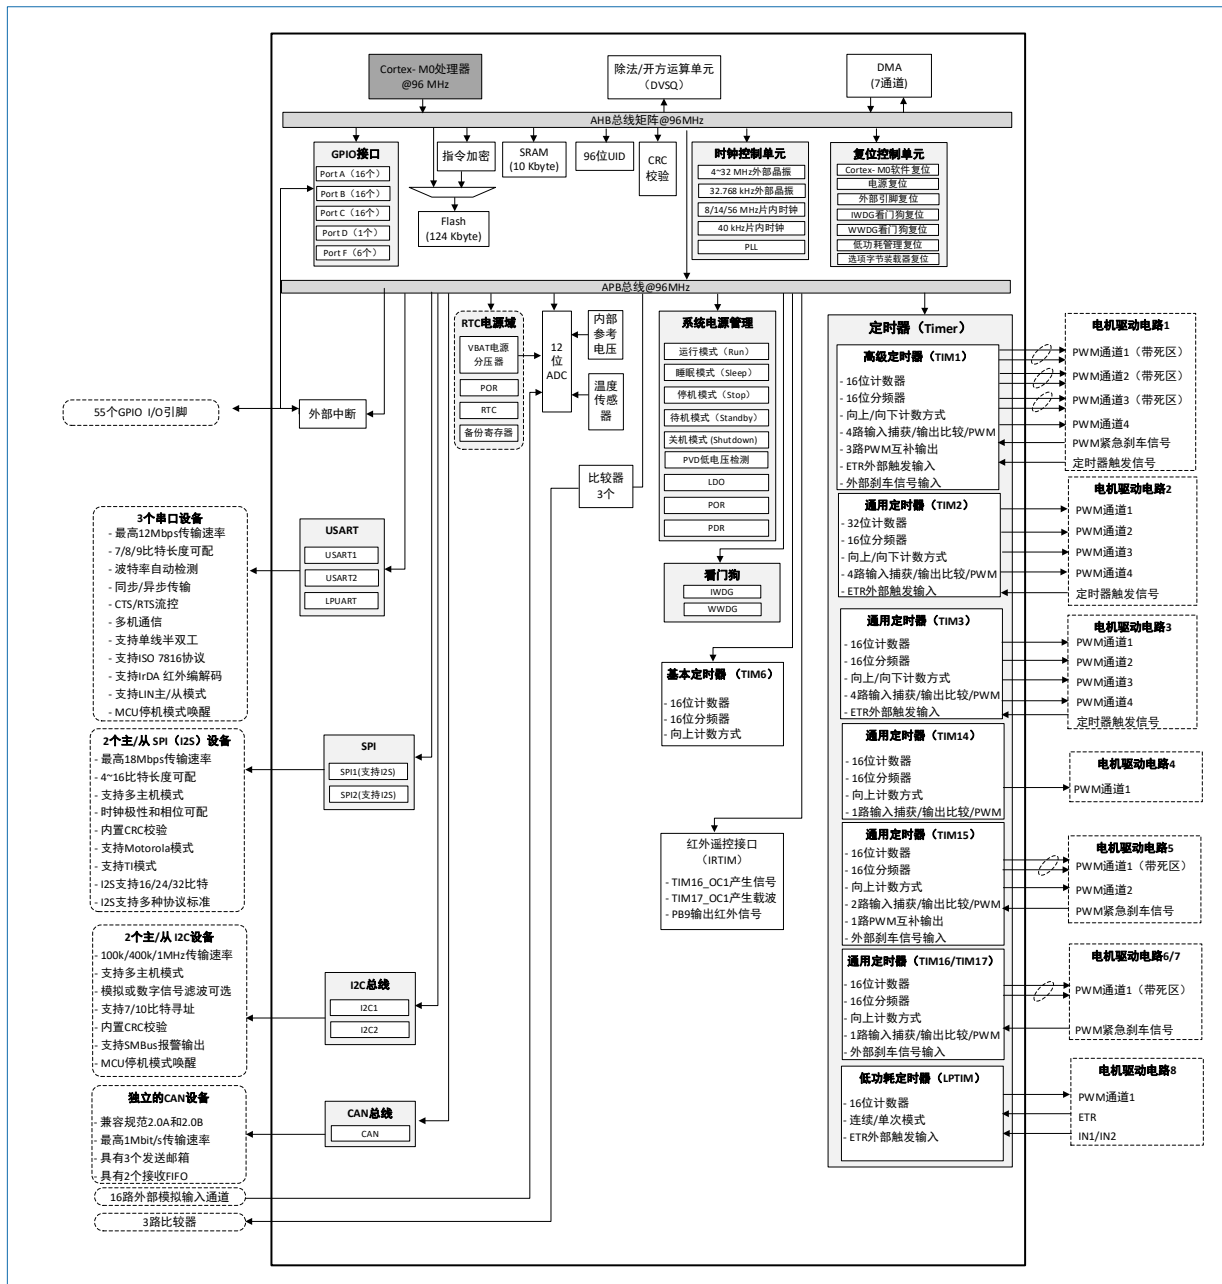 Cortex- M0处理器
@96 MHz
除法/开方运算单元
（DVSQ）
DMA
(7通道)
AHB总线矩阵@96MHz
GPIO接口
Port A（16个）
Port B（16个）
Port C（16个）
Port D（1个）
Port F（6个）
指令加密
Flash
(124 Kbyte)
SRAM
(10 Kbyte)
96位UID
CRC
校验
时钟控制单元
4~32 MHz外部晶振
32.768 kHz外部晶振
8/14/56 MHz片内时钟
40 kHz片内时钟
PLL
复位控制单元
Cortex- M0软件复位
电源复位
外部引脚复位
IWDG看门狗复位
WWDG看门狗复位
低功耗管理复位
选项字节装载器复位
APB总线@96MHz
55个GPIO I/O引脚
外部中断
RTC电源域
VBAT电源
分压器
POR
RTC
备份寄存器
12
位
ADC
内部
参考
电压
温度
传感
器
比较器
3个
系统电源管理
运行模式（Run）
睡眠模式（Sleep）
停机模式（Stop）
待机模式（Standby）
关机模式 (Shutdown)
PVD低电压检测
LDO
POR
PDR
看门狗
IWDG
WWDG
基本定时器 （TIM6）
- 16位计数器
- 16位分频器
- 向上计数方式
红外遥控接口
（IRTIM）
- TIM16_OC1产生信号
- TIM17_OC1产生载波
- PB9输出红外信号
3个串口设备
- 最高12Mbps传输速率
- 7/8/9比特长度可配
- 波特率自动检测
- 同步/异步传输
- CTS/RTS流控
- 多机通信
- 支持单线半双工
- 支持ISO 7816协议
- 支持IrDA 红外编解码
- 支持LIN主/从模式
- MCU停机模式唤醒
USART
USART1
USART2
LPUART
2个主/从 SPI（I2S）设备
- 最高18Mbps传输速率
- 4~16比特长度可配
- 支持多主机模式
- 时钟极性和相位可配
- 内置CRC校验
- 支持Motorola模式
- 支持TI模式
- I2S支持16/24/32比特
- I2S支持多种协议标准
SPI
SPI1(支持I2S)
SPI2(支持I2S)
2个主/从 I2C设备
- 100k/400k/1MHz传输速率
- 支持多主机模式
- 模拟或数字信号滤波可选
- 支持7/10比特寻址
- 内置CRC校验
- 支持SMBus报警输出
- MCU停机模式唤醒
I2C总线
I2C1
I2C2
独立的CAN设备
- 兼容规范2.0A和2.0B
- 最高1Mbit/s传输速率
- 具有3个发送邮箱
- 具有2个接收FIFO
CAN总线
CAN
16路外部模拟输入通道
3路比较器
定时器（Timer）
高级定时器（TIM1）
- 16位计数器
- 16位分频器
- 向上/向下计数方式
- 4路输入捕获/输出比较/PWM
- 3路PWM互补输出
- ETR外部触发输入
- 外部刹车信号输入
通用定时器（TIM2）
- 32位计数器
- 16位分频器
- 向上/向下计数方式
- 4路输入捕获/输出比较/PWM
- ETR外部触发输入
通用定时器（TIM3）
- 16位计数器
- 16位分频器
- 向上/向下计数方式
- 4路输入捕获/输出比较/PWM
- ETR外部触发输入
通用定时器（TIM14）
- 16位计数器
- 16位分频器
- 向上计数方式
- 1路输入捕获/输出比较/PWM
通用定时器（TIM15）
- 16位计数器
- 16位分频器
- 向上计数方式
- 2路输入捕获/输出比较/PWM
- 1路PWM互补输出
- 外部刹车信号输入
通用定时器（TIM16/TIM17）
- 16位计数器
- 16位分频器
- 向上计数方式
- 1路输入捕获/输出比较/PWM
- 外部刹车信号输入
低功耗定时器（LPTIM）
- 16位计数器
- 连续/单次模式
- ETR外部触发输入
电机驱动电路1
PWM通道1（带死区）
PWM通道2（带死区）
PWM通道3（带死区）
PWM通道4
PWM紧急刹车信号
定时器触发信号
电机驱动电路2
PWM通道1
PWM通道2
PWM通道3
PWM通道4
定时器触发信号
电机驱动电路3
PWM通道1
PWM通道2
PWM通道3
PWM通道4
定时器触发信号
电机驱动电路4
PWM通道1
电机驱动电路5
PWM通道1（带死区）
PWM通道2
PWM紧急刹车信号
电机驱动电路6/7
PWM通道1（带死区）
PWM紧急刹车信号
电机驱动电路8
PWM通道1
ETR
IN1/IN2